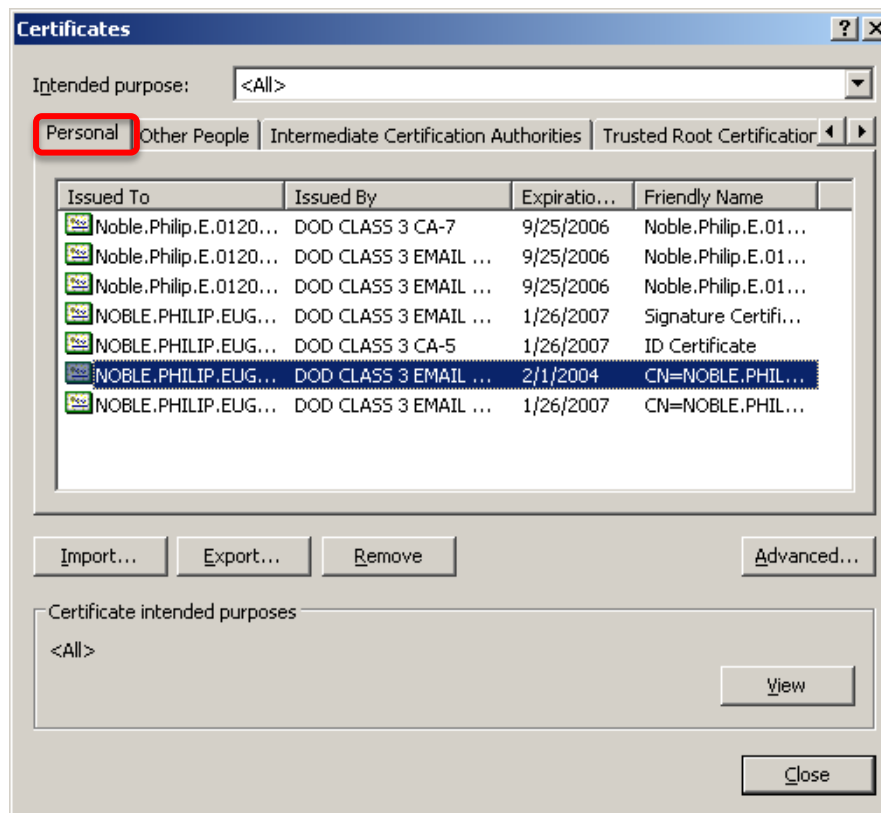 Certificates
Intended purpose: <All>
Personal Other People Intermediate Certification Authorities Trusted Root Certification
Issued To Issued By Expiratio... Friendly Name
Noble.Philip.E.0120... DOD CLASS 3 CA-7 9/25/2006 Noble.Philip.E.01...
Noble.Philip.E.0120... DOD CLASS 3 EMAIL ... 9/25/2006 Noble.Philip.E.01...
Noble.Philip.E.0120... DOD CLASS 3 EMAIL ... 9/25/2006 Noble.Philip.E.01...
NOBLE.PHILIP.EUG... DOD CLASS 3 EMAIL ... 1/26/2007 Signature Certifi...
NOBLE.PHILIP.EUG... DOD CLASS 3 CA-5 1/26/2007 ID Certificate
NOBLE.PHILIP.EUG... DOD CLASS 3 EMAIL ... 2/1/2004 CN=NOBLE.PHIL...
NOBLE.PHILIP.EUG... DOD CLASS 3 EMAIL ... 1/26/2007 CN=NOBLE.PHIL...
Import... Export... Remove Advanced...
Certificate intended purposes
<All>
View
Close